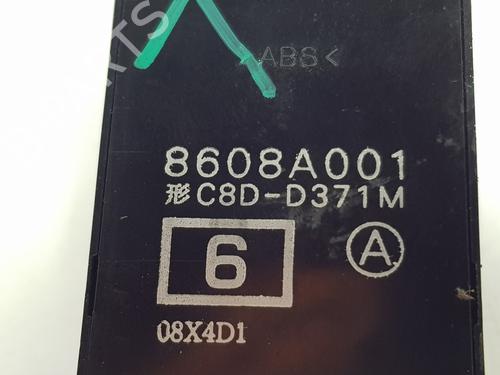 >ABS<
8608A001
形 C8D-D371M
6 A
08X4D1